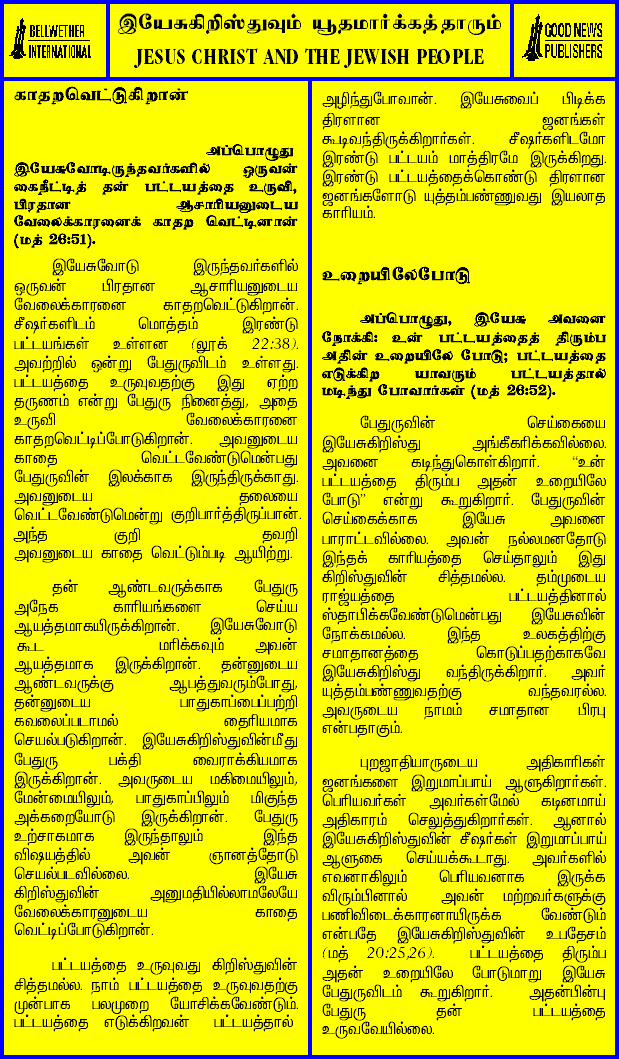 BELLWETHER
INTERNATIONAL
இயேசுகிறிஸ்துவும் யூதமார்க்கத்தாரும்
JESUS CHRIST AND THE JEWISH PEOPLE
GOOD NEWS
PUBLISHERS
காதறவெட்டுகிறான்
அப்பொழுது
இயேசுவோடிருந்தவர்களில் ஒருவன்
கைநீட்டித் தன் பட்டயத்தை உருவி,
பிரதான ஆசாரியனுடைய
வேலைக்காரனைக் காதற வெட்டினான்
(மத் 26:51).
இயேசுவோடு இருந்தவர்களில்
ஒருவன் பிரதான ஆசாரியனுடைய
வேலைக்காரனை காதறவெட்டுகிறான்.
சீஷர்களிடம் மொத்தம் இரண்டு
பட்டயங்கள் உள்ளன (லூக் 22:38).
அவற்றில் ஒன்று பேதுருவிடம் உள்ளது.
பட்டயத்தை உருவுவதற்கு இது ஏற்ற
தருணம் என்று பேதுரு நினைத்து, அதை
உருவி வேலைக்காரனை
காதறவெட்டிப்போடுகிறான். அவனுடைய
காதை வெட்டவேண்டுமென்பது
பேதுருவின் இலக்காக இருந்திருக்காது.
அவனுடைய தலையை
வெட்டவேண்டுமென்று குறிபார்த்திருப்பான்.
அந்த குறி தவறி
அவனுடைய காதை வெட்டும்படி ஆயிற்று.
தன் ஆண்டவருக்காக பேதுரு
அநேக காரியங்களை செய்ய
ஆயத்தமாகயிருக்கிறான். இயேசுவோடு
கூட மரிக்கவும் அவன்
ஆயத்தமாக இருக்கிறான். தன்னுடைய
ஆண்டவருக்கு ஆபத்துவரும்போது,
தன்னுடைய பாதுகாப்பைப்பற்றி
கவலைப்படாமல் தைரியமாக
செயல்படுகிறான். இயேசுகிறிஸ்துவின்மீது
பேதுரு பக்தி வைராக்கியமாக
இருக்கிறான். அவருடைய மகிமையிலும்,
மேன்மையிலும், பாதுகாப்பிலும் மிகுந்த
அக்கறையோடு இருக்கிறான். பேதுரு
உற்சாகமாக இருந்தாலும் இந்த
விஷயத்தில் அவன் ஞானத்தோடு
செயல்படவில்லை. இயேசு
கிறிஸ்துவின் அனுமதியில்லாமலேயே
வேலைக்காரனுடைய காதை
வெட்டிப்போடுகிறான்.
பட்டயத்தை உருவுவது கிறிஸ்துவின்
சித்தமல்ல. நாம் பட்டயத்தை உருவுவதற்கு
முன்பாக பலமுறை யோசிக்கவேண்டும்.
பட்டயத்தை எடுக்கிறவன் பட்டயத்தால்
அழிந்துபோவான். இயேசுவைப் பிடிக்க
திரளான ஜனங்கள்
கூடிவந்திருக்கிறார்கள். சீஷர்களிடமோ
இரண்டு பட்டயம் மாத்திரமே இருக்கிறது.
இரண்டு பட்டயத்தைக்கொண்டு திரளான
ஜனங்களோடு யுத்தம்பண்ணுவது இயலாத
காரியம்.
உறையிலேபோடு
அப்பொழுது, இயேசு அவனை
நோக்கி: உன் பட்டயத்தைத் திரும்ப
அதின் உறையிலே போடு; பட்டயத்தை
எடுக்கிற யாவரும் பட்டயத்தால்
மடிந்து போவார்கள் (மத் 26:52).
பேதுருவின் செய்கையை
இயேசுகிறிஸ்து அங்கீகரிக்கவில்லை.
அவனை கடிந்துகொள்கிறார். “உன்
பட்டயத்தை திரும்ப அதன் உறையிலே
போடு” என்று கூறுகிறார். பேதுருவின்
செய்கைக்காக இயேசு அவனை
பாராட்டவில்லை. அவன் நல்லமனதோடு
இந்தக் காரியத்தை செய்தாலும் இது
கிறிஸ்துவின் சித்தமல்ல. தம்முடைய
ராஜ்யத்தை பட்டயத்தினால்
ஸ்தாபிக்கவேண்டுமென்பது இயேசுவின்
நோக்கமல்ல. இந்த உலகத்திற்கு
சமாதானத்தை கொடுப்பதற்காகவே
இயேசுகிறிஸ்து வந்திருக்கிறார். அவர்
யுத்தம்பண்ணுவதற்கு வந்தவரல்ல.
அவருடைய நாமம் சமாதான பிரபு
என்பதாகும்.
புறஜாதியாருடைய அதிகாரிகள்
ஜனங்களை இறுமாப்பாய் ஆளுகிறார்கள்.
பெரியவர்கள் அவர்கள்மேல் கடினமாய்
அதிகாரம் செலுத்துகிறார்கள். ஆனால்
இயேசுகிறிஸ்துவின் சீஷர்கள் இறுமாப்பாய்
ஆளுகை செய்யக்கூடாது. அவர்களில்
எவனாகிலும் பெரியவனாக இருக்க
விரும்பினால் அவன் மற்றவர்களுக்கு
பணிவிடைக்காரனாயிருக்க வேண்டும்
என்பதே இயேசுகிறிஸ்துவின் உபதேசம்
(மத் 20:25,26). பட்டயத்தை திரும்ப
அதன் உறையிலே போடுமாறு இயேசு
பேதுருவிடம் கூறுகிறார். அதன்பின்பு
பேதுரு தன் பட்டயத்தை
உருவவேயில்லை.